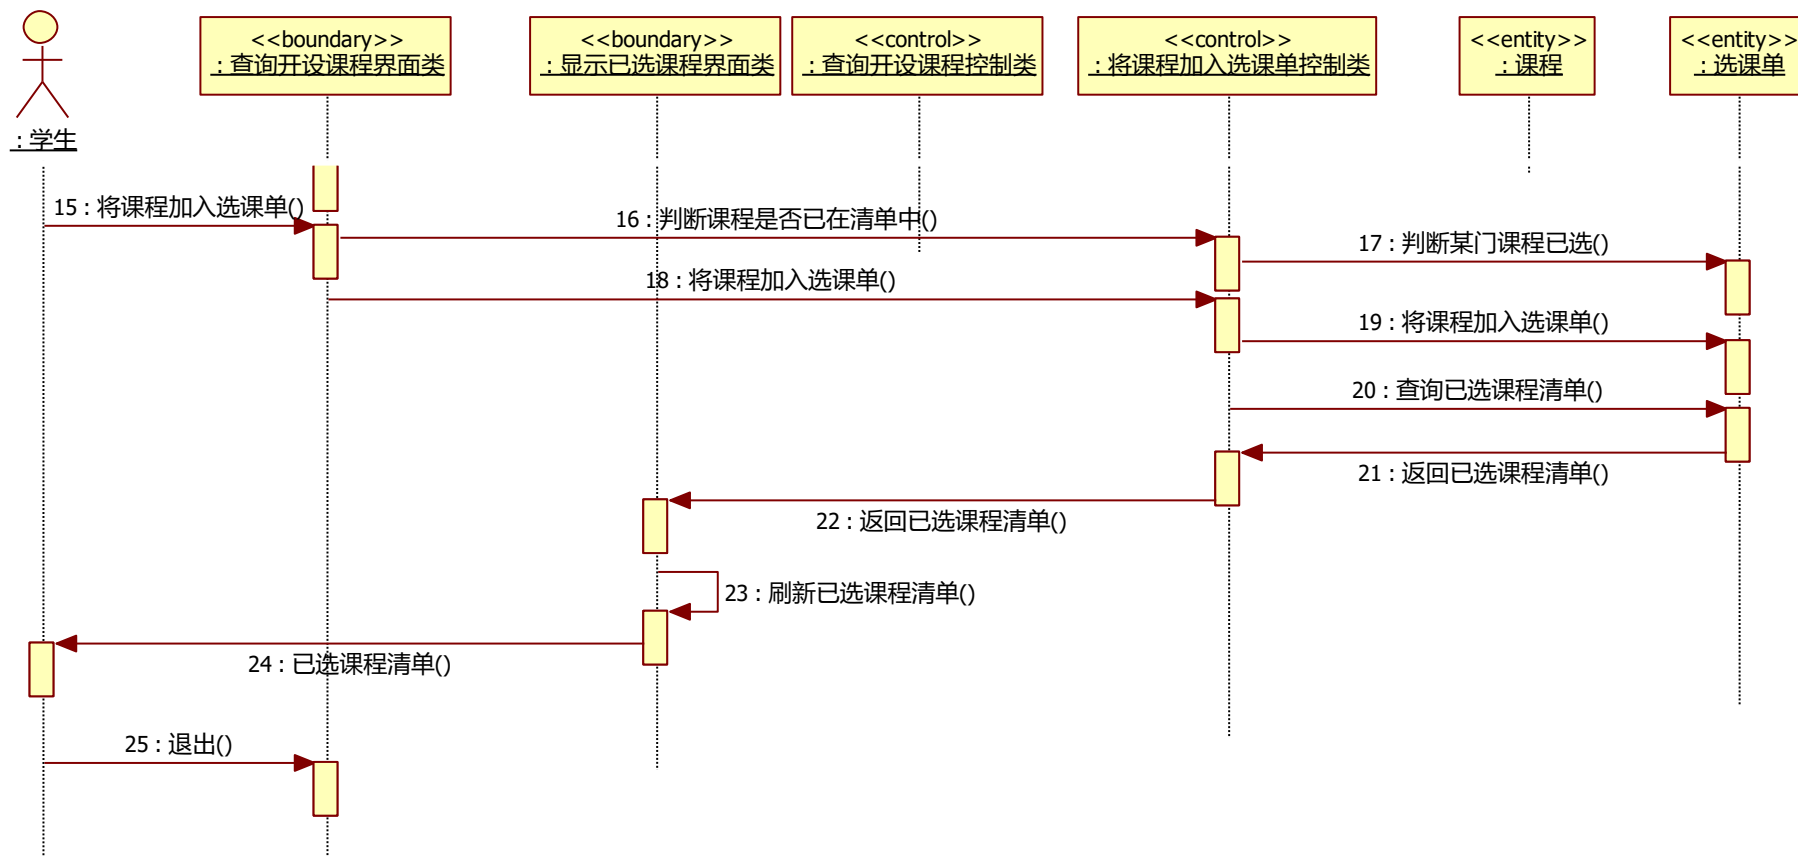 <<boundary>>
: 查询开设课程界面类
<<boundary>>
: 显示已选课程界面类
<<control>>
: 查询开设课程控制类
<<control>>
: 将课程加入选课单控制类
<<entity>>
: 课程
<<entity>>
: 选课单
: 学生
15 : 将课程加入选课单()
16 : 判断课程是否已在清单中()
17 : 判断某门课程已选()
18 : 将课程加入选课单()
19 : 将课程加入选课单()
20 : 查询已选课程清单()
21 : 返回已选课程清单()
22 : 返回已选课程清单()
23 : 刷新已选课程清单()
24 : 已选课程清单()
25 : 退出()